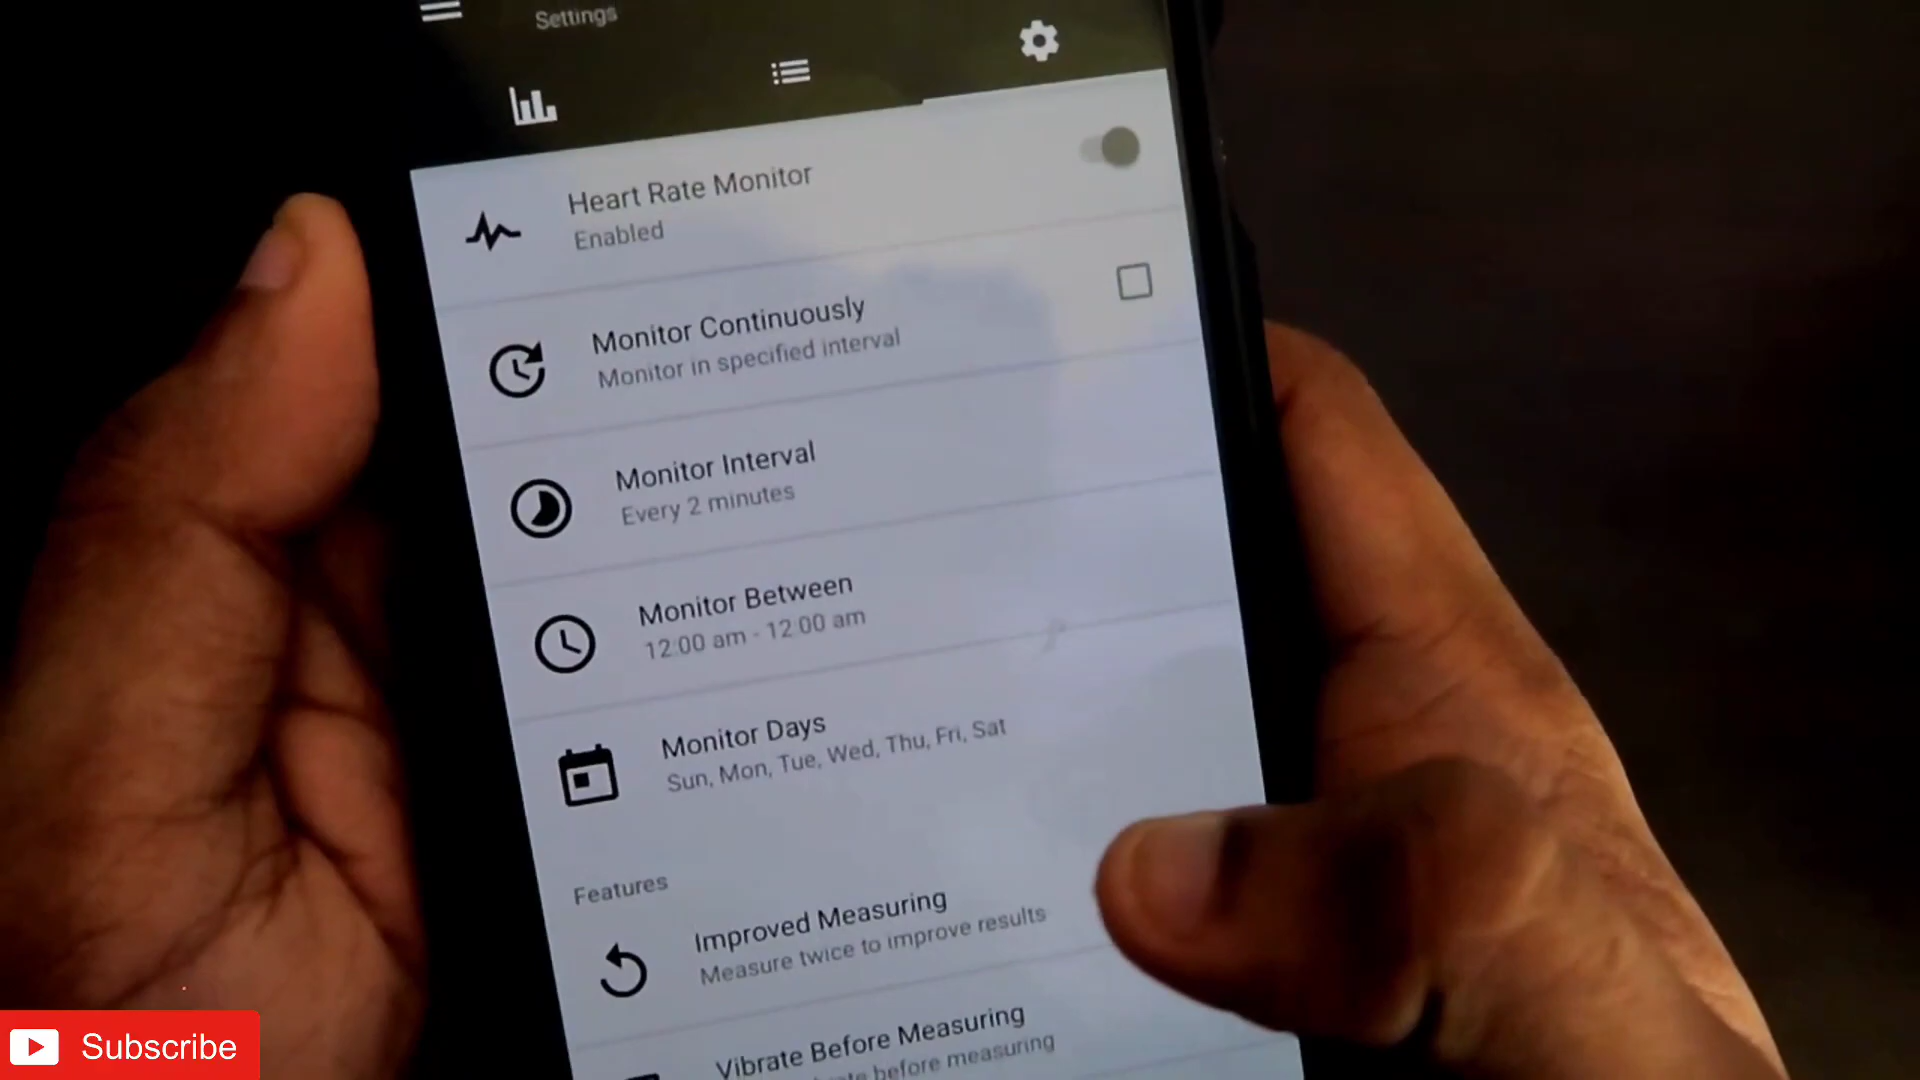 Settings
Heart Rate Monitor
Enabled
Monitor Continuously
Monitor in specified interval
Monitor Interval
Every 2 minutes
Monitor Between
12:00 am - 12:00 am
Monitor Days
Sun, Mon, Tue, Wed, Thu, Fri, Sat
Features
Improved Measuring
Measure twice to improve results
Vibrate Before Measuring
before measuring
Subscribe